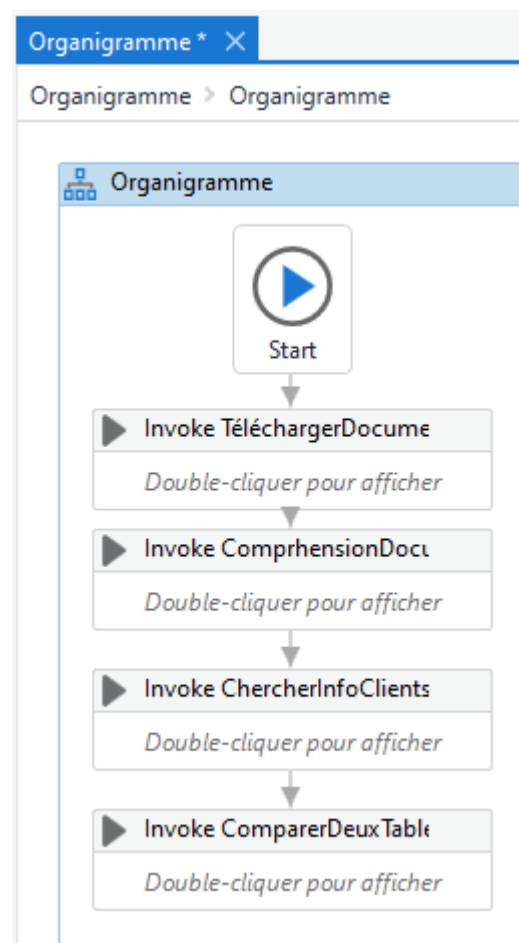 Organigramme *
Organigramme > Organigramme
Organigramme
Start
Invoke TéléchargerDocume
Double-cliquer pour afficher
Invoke ComprhensionDocu
Double-cliquer pour afficher
Invoke ChercherInfoClients
Double-cliquer pour afficher
Invoke ComparerDeuxTable
Double-cliquer pour afficher